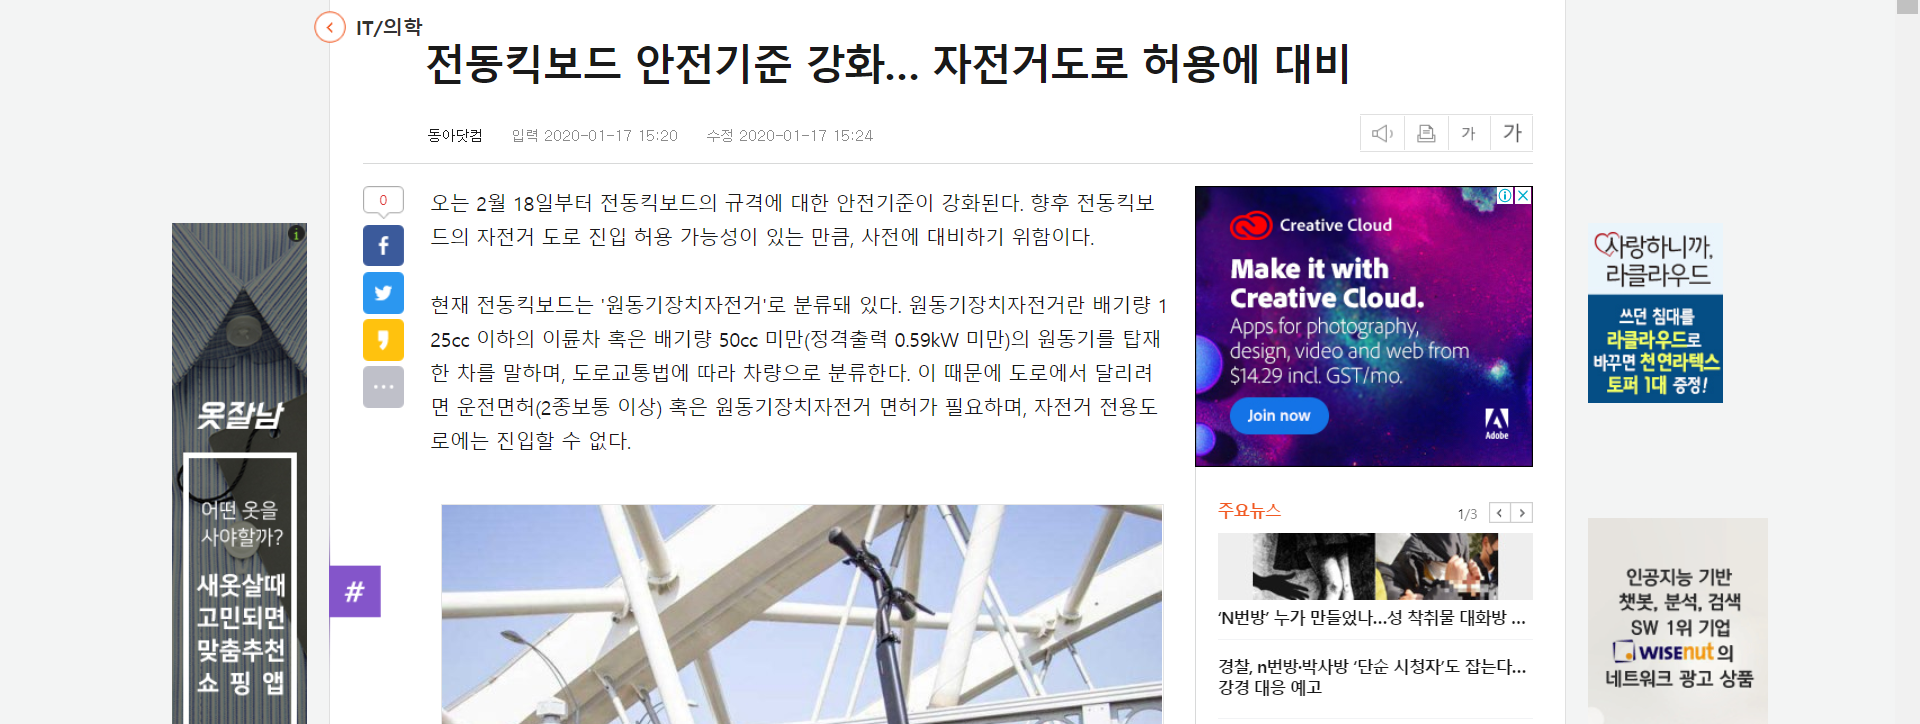 IT/의학
전동킥보드 안전기준 강화... 자전거도로 허용에 대비
동아닷컴 입력 2020-01-17 15:20 수정 2020-01-17 15:24
가 가
0
오는 2월 18일부터 전동킥보드의 규격에 대한 안전기준이 강화된다. 향후 전동킥보
드의 자전거 도로 진입 허용 가능성이 있는 만큼, 사전에 대비하기 위함이다.
현재 전동킥보드는 '원동기장치자전거'로 분류돼 있다. 원동기장치자전거란 배기량 1
25cc 이하의 이륜차 혹은 배기량 50cc 미만(정격출력 0.59kW 미만)의 원동기를 탑재
한 차를 말하며, 도로교통법에 따라 차량으로 분류한다. 이 때문에 도로에서 달리려
면 운전면허(2종보통 이상) 혹은 원동기장치자전거 면허가 필요하며, 자전거 전용도
로에는 진입할 수 없다.
#
옷잘남
어떤 옷을
사야할까?
새옷살때
고민되면
맞춤추천
쇼핑앱
Creative Cloud
Make it with
Creative Cloud.
Apps for photography,
design, video and web from
$14.29 incl. GST/mo.
Join now
Adobe
주요뉴스
1/3
‘N번방’ 누가 만들었나…성 착취물 대화방 ...
경찰, n번방·박사방 ‘단순 시청자’도 잡는다…
강경 대응 예고
사랑하니까,
라클라우드
쓰던 침대를
라클라우드로
바꾸면 천연라텍스
토퍼 1대 증정!
인공지능 기반
챗봇, 분석, 검색
SW 1위 기업
WISEnut의
네트워크 광고 상품